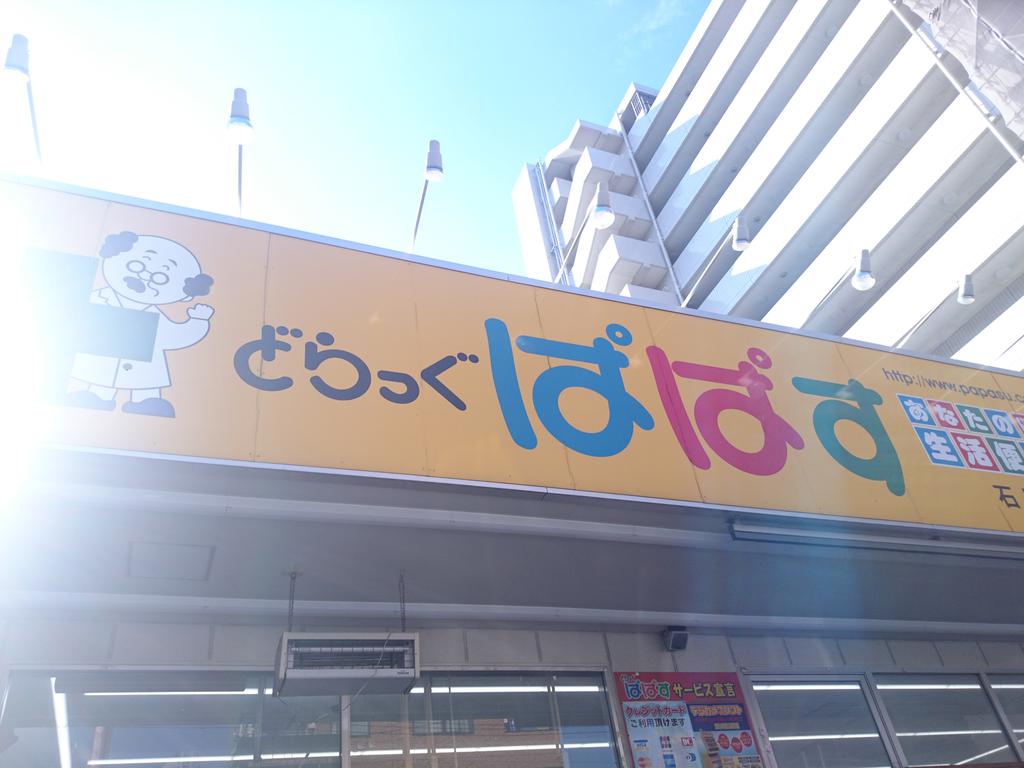 どらっぐ ぱぱす
http://www.papasu.c
あなたの
生活便
石
ぱぱす サービス宣言
クレジットカード
ご利用頂けます